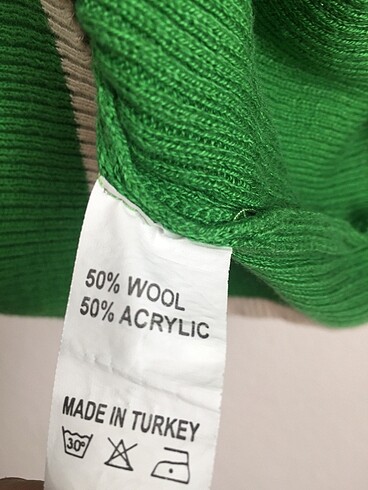 50% WOOL
50% ACRYLIC
MADE IN TURKEY
30°